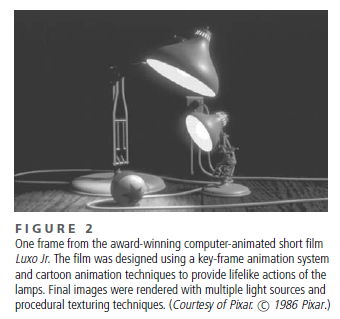 FIGURE 2
One frame from the award-winning computer-animated short film
Luxo Jr. The film was designed using a key-frame animation system
and cartoon animation techniques to provide lifelike actions of the
lamps. Final images were rendered with multiple light sources and
procedural texturing techniques. (Courtesy of Pixar. © 1986 Pixar.)